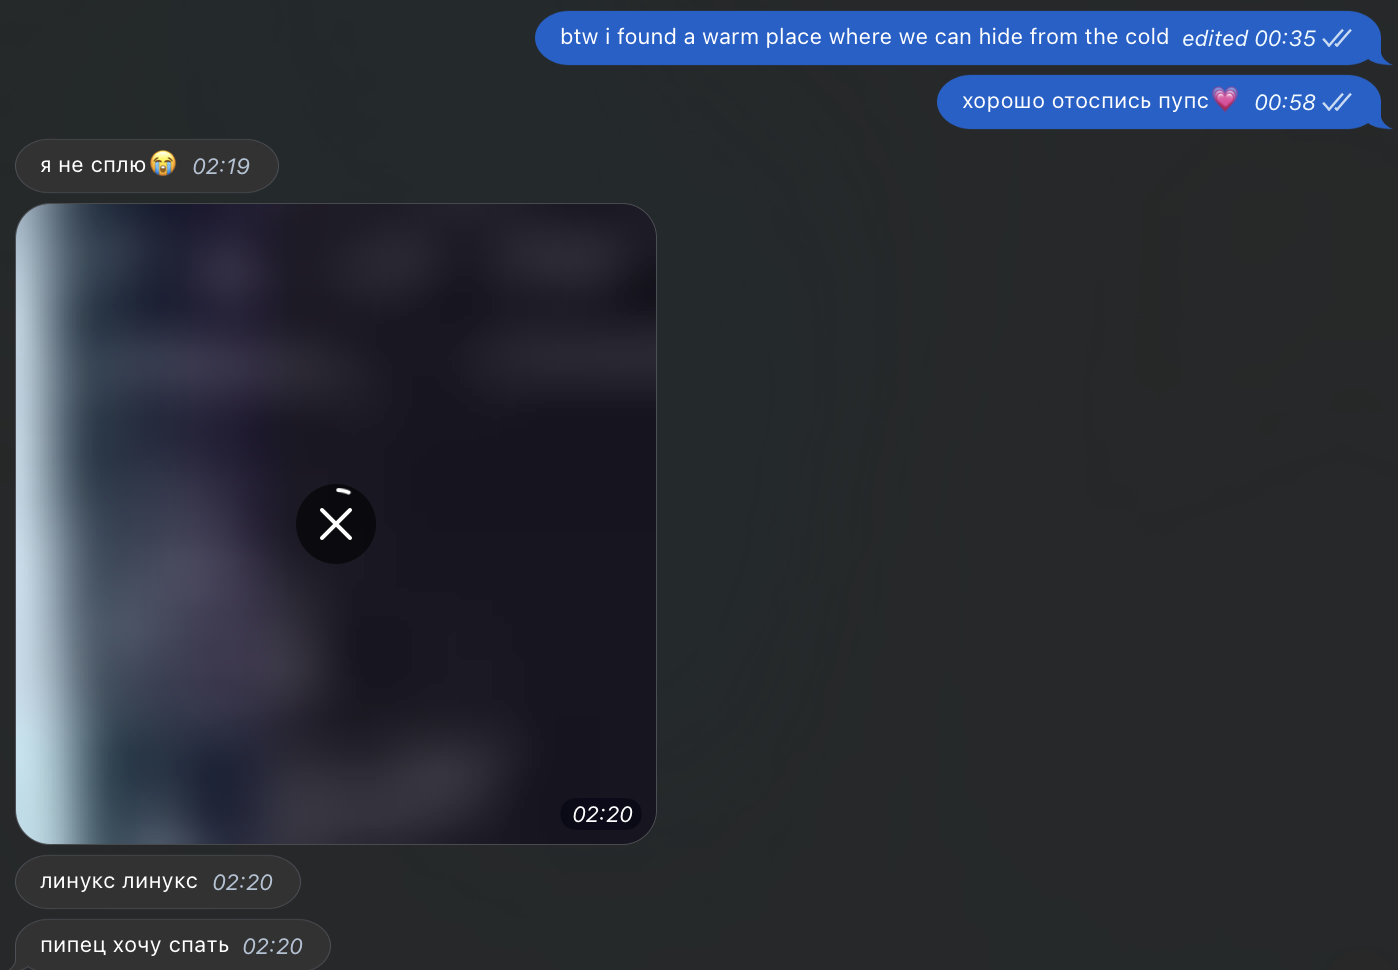 btw i found a warm place where we can hide from the cold edited 00:35
хорошо отоспись пупс💗 00:58
я не сплю😭 02:19
02:20
линукс линукс 02:20
пипец хочу спать 02:20